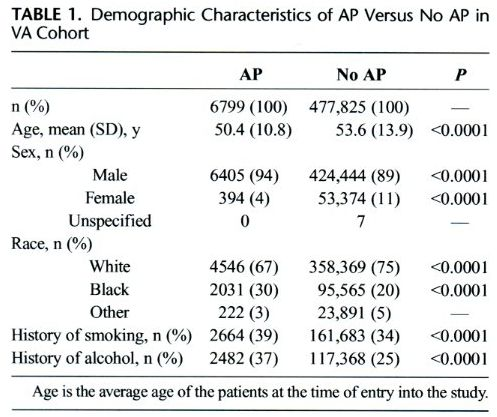 TABLE 1. Demographic Characteristics of AP Versus No AP in
VA Cohort
AP No AP P
n (%) 6799 (100) 477,825 (100) —
Age, mean (SD), y 50.4 (10.8) 53.6 (13.9) <0.0001
Sex, n (%)
Male 6405 (94) 424,444 (89) <0.0001
Female 394 (4) 53,374 (11) <0.0001
Unspecified 0 7 —
Race, n (%)
White 4546 (67) 358,369 (75) <0.0001
Black 2031 (30) 95,565 (20) <0.0001
Other 222 (3) 23,891 (5) —
History of smoking, n (%) 2664 (39) 161,683 (34) <0.0001
History of alcohol, n (%) 2482 (37) 117,368 (25) <0.0001
Age is the average age of the patients at the time of entry into the study.